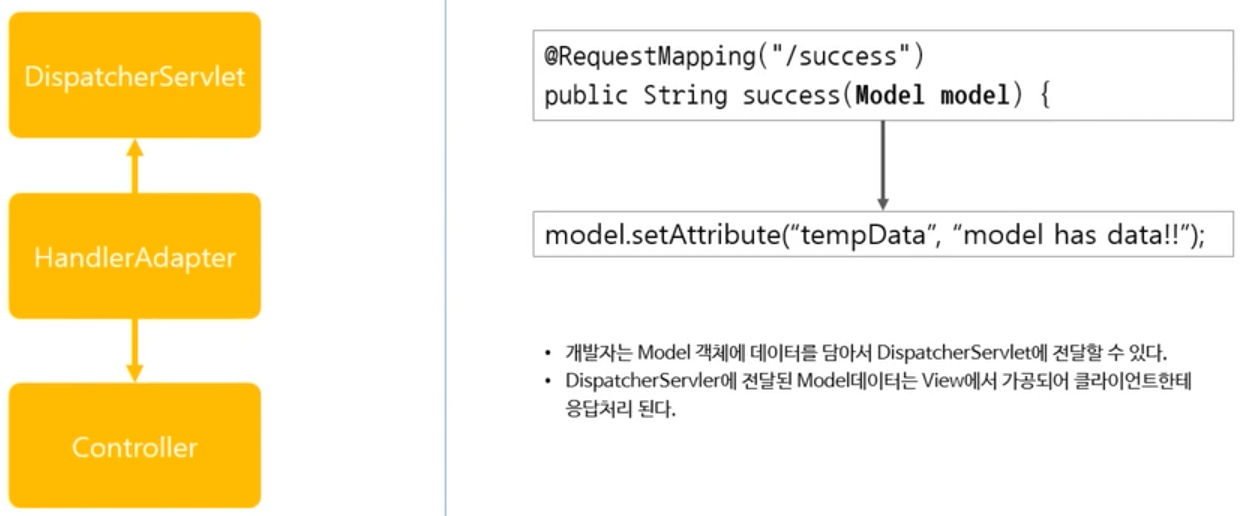 DispatcherServlet
HandlerAdapter
Controller
@RequestMapping("/success")
public String success(Model model) {
model.setAttribute(“tempData”, “model has data!!”);
• 개발자는 Model 객체에 데이터를 담아서 DispatcherServlet에 전달할 수 있다.
• DispatcherServler에 전달된 Model데이터는 View에서 가공되어 클라이언트한테
응답처리 된다.